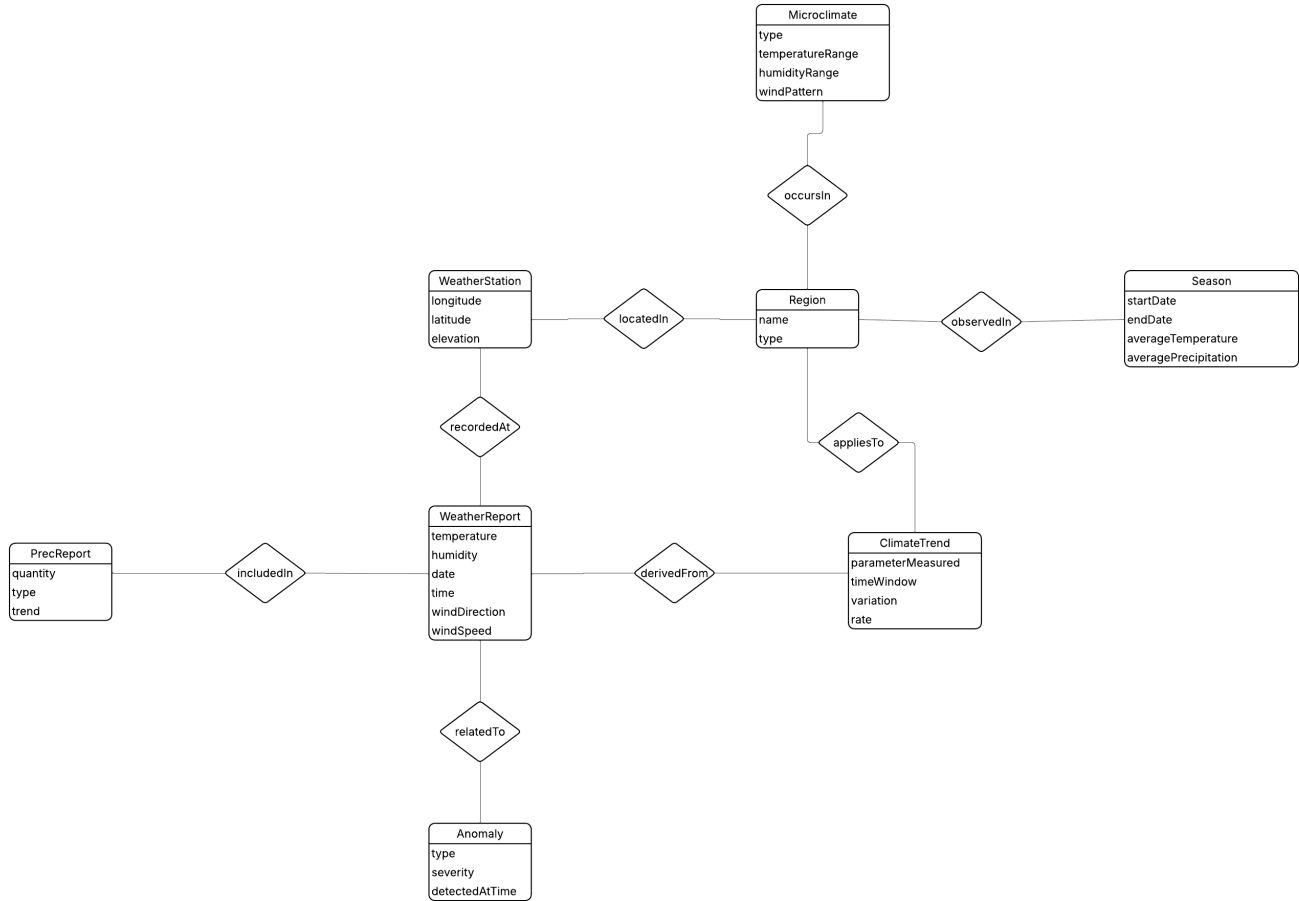 Microclimate
type
temperatureRange
humidityRange
windPattern
occursIn
WeatherStation
longitude
latitude
elevation
locatedIn
Region
name
type
observedIn
Season
startDate
endDate
averageTemperature
averagePrecipitation
recordedAt
appliesTo
PrecReport
quantity
type
trend
includedIn
WeatherReport
temperature
humidity
date
time
windDirection
windSpeed
derivedFrom
ClimateTrend
parameterMeasured
timeWindow
variation
rate
relatedTo
Anomaly
type
severity
detectedAtTime